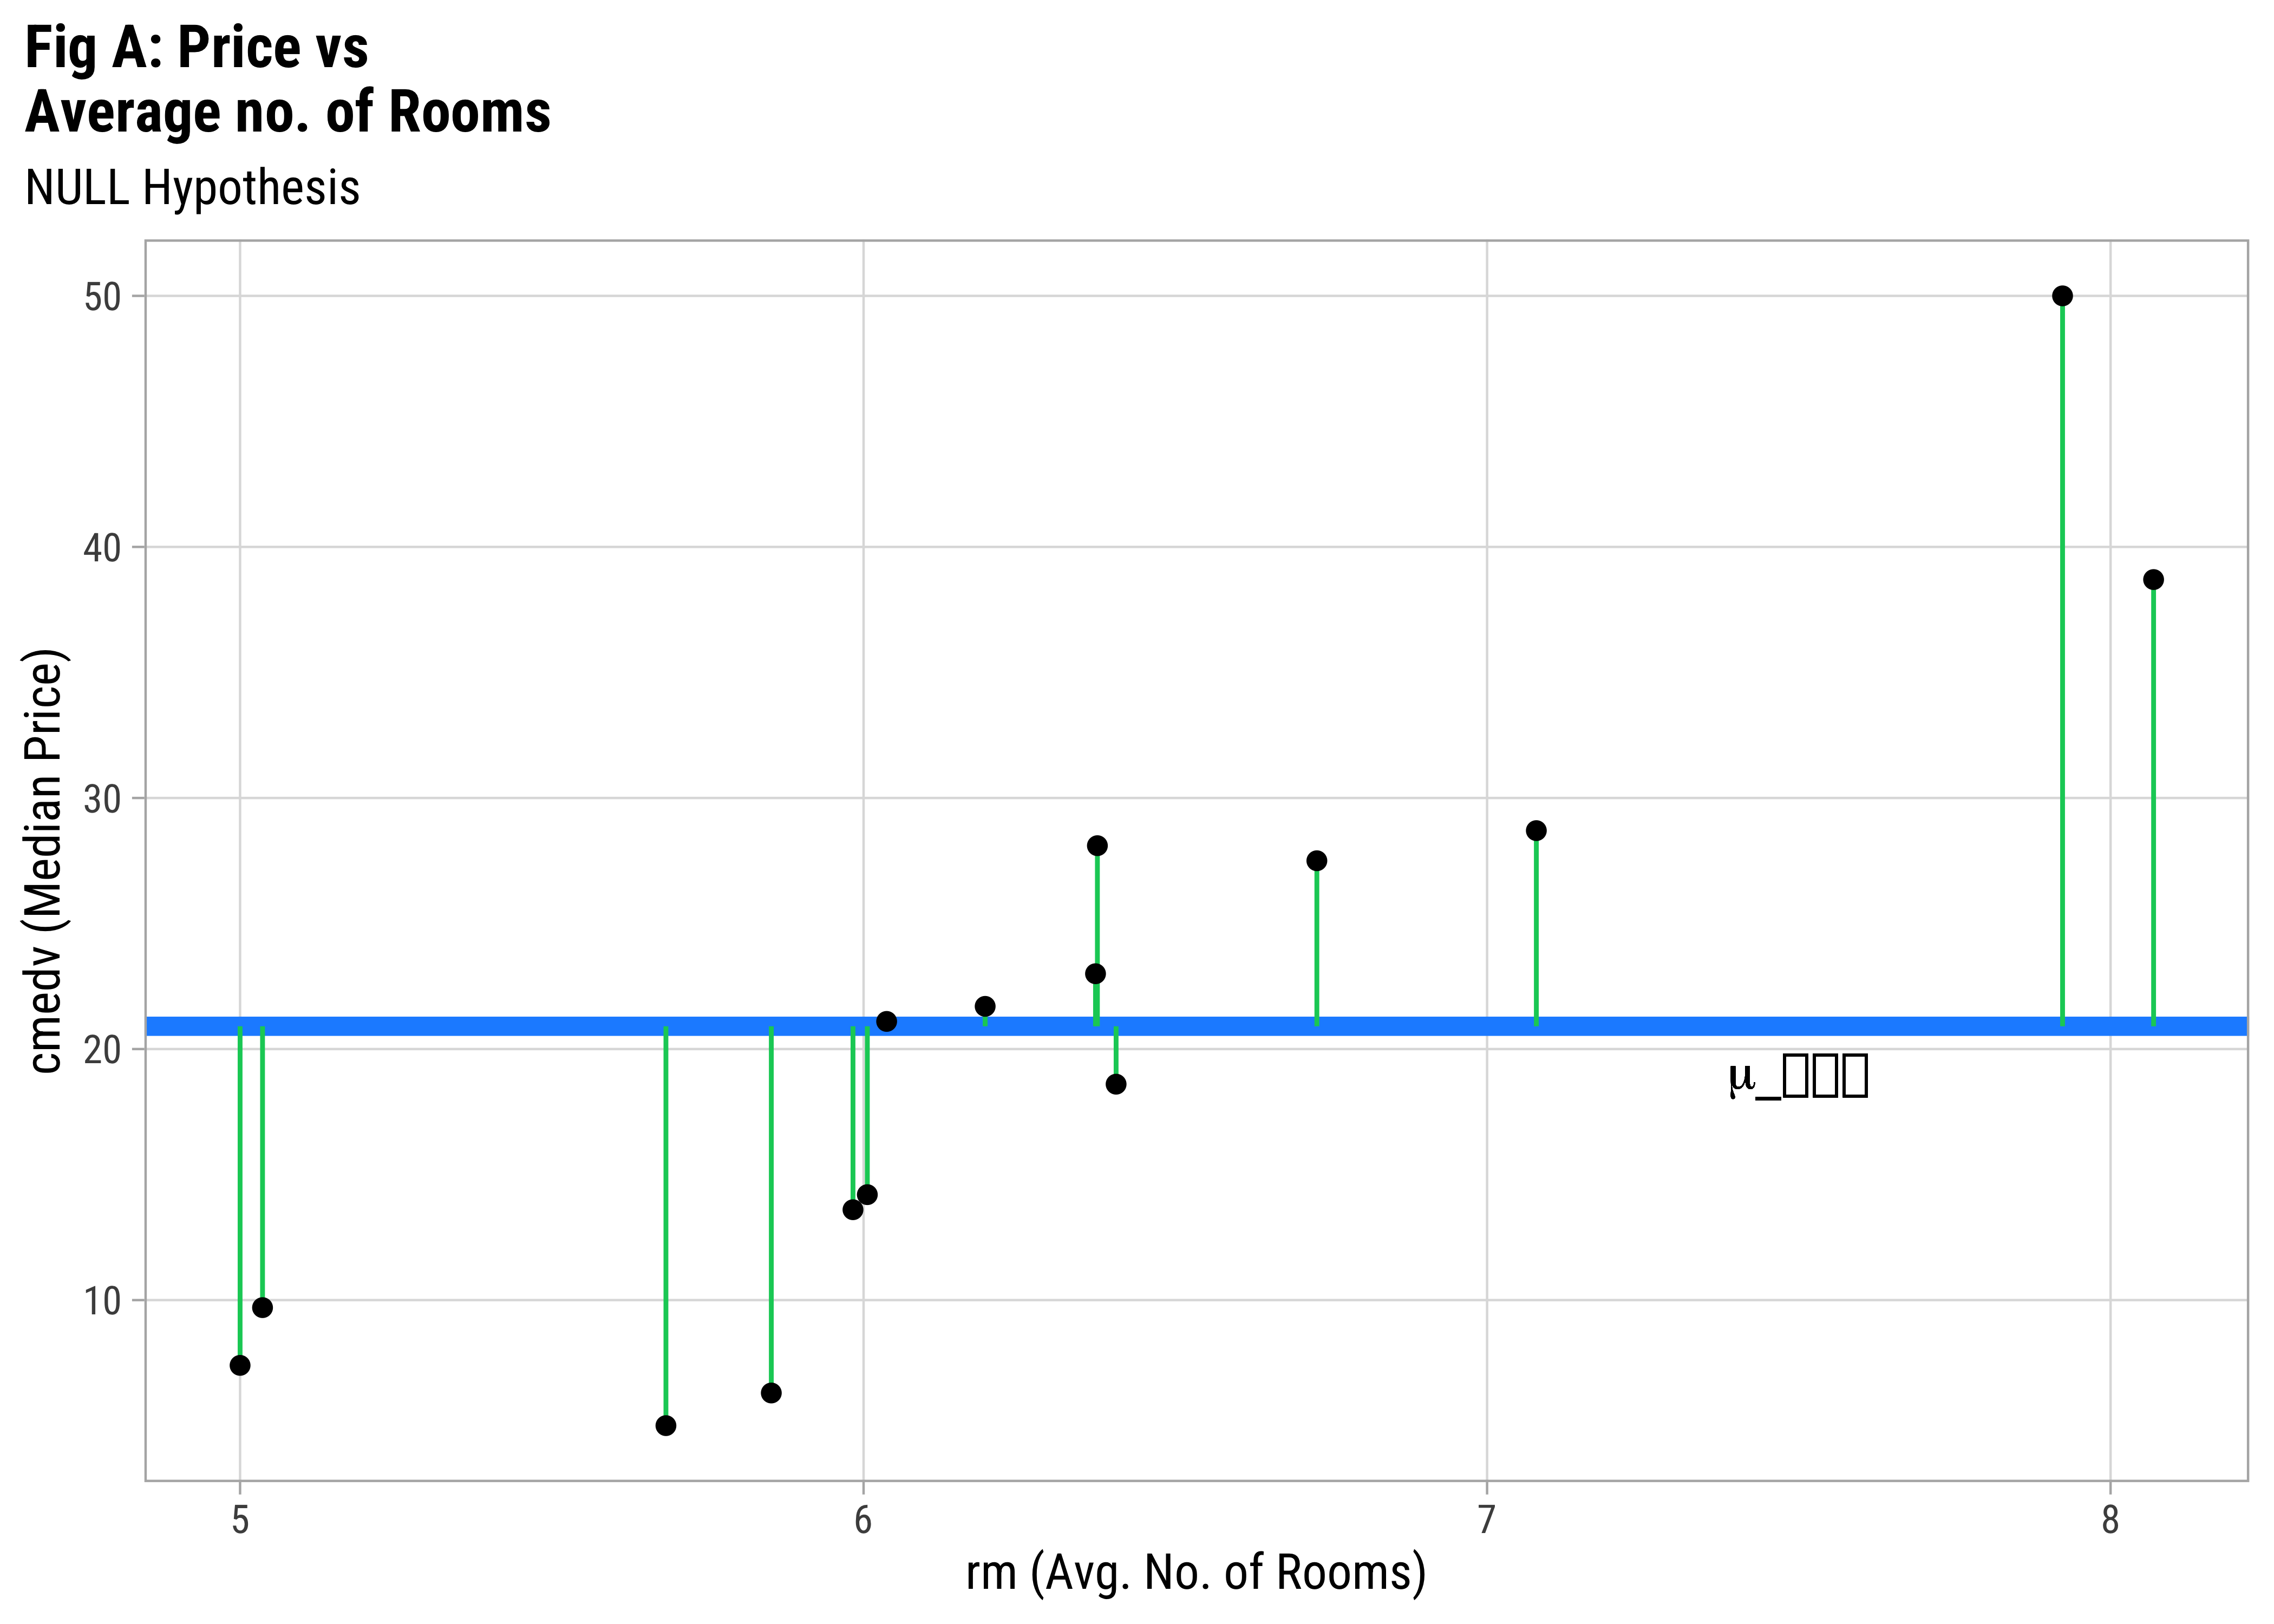 Fig A: Price vs
Average no. of Rooms
NULL Hypothesis
cmedv (Median Price)
50
40
30
20
10
μ_□□□
5
6
7
8
rm (Avg. No. of Rooms)